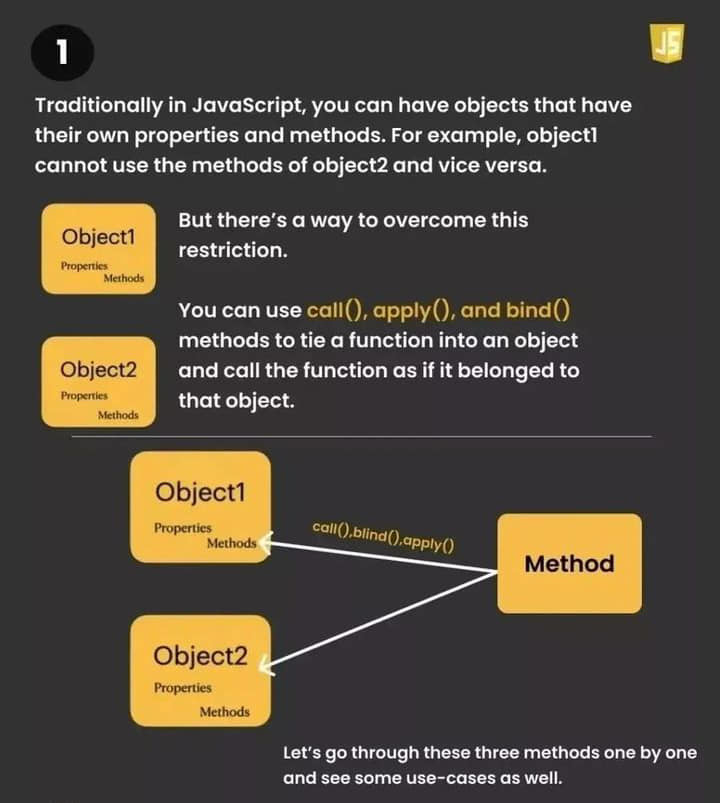 1
JS
Traditionally in JavaScript, you can have objects that have
their own properties and methods. For example, object1
cannot use the methods of object2 and vice versa.
Object1
Properties
Methods
But there's a way to overcome this
restriction.
You can use call(), apply(), and bind()
methods to tie a function into an object
and call the function as if it belonged to
that object.
Object2
Properties
Methods
Object1
Properties
Methods
call(),blind(),apply()
Method
Object2
Properties
Methods
Let's go through these three methods one by one
and see some use-cases as well.